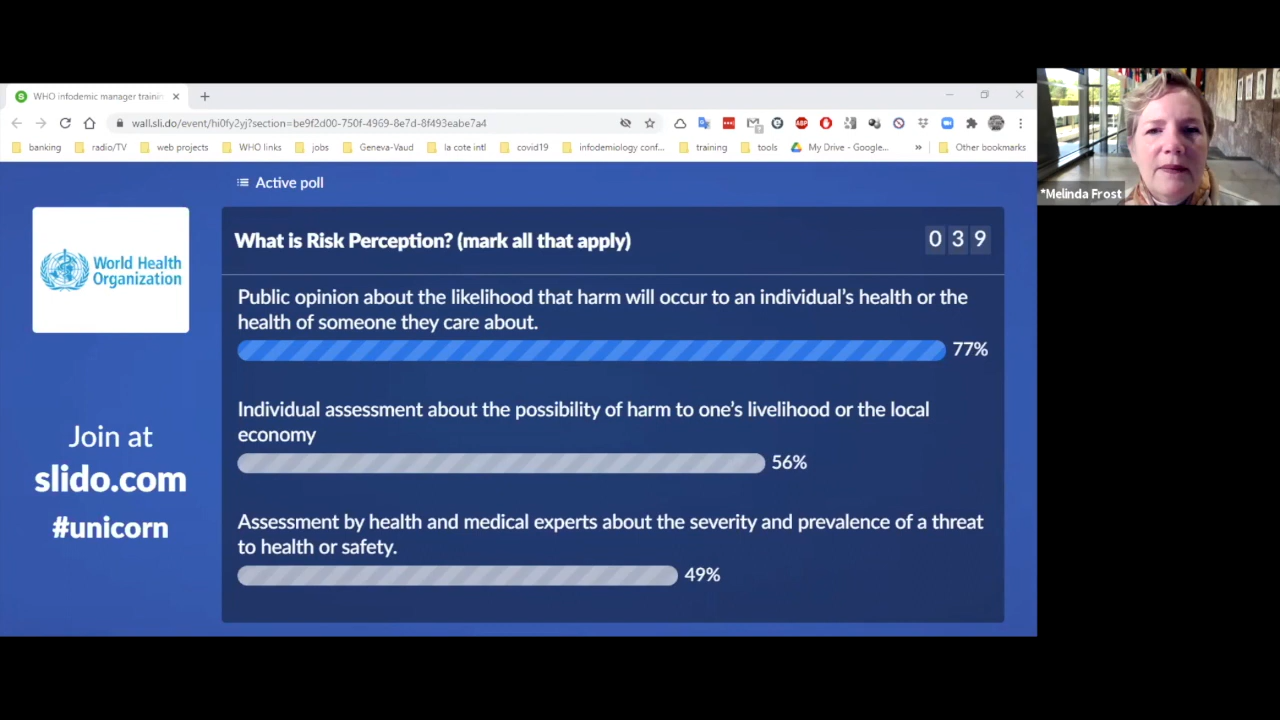 WHO infodemic manager trainin
wall.sli.do/event/hi0fy2yj?section=be9f2d00-750f-4969-8e7d-8f493eabe7a4
banking radio/TV web projects WHO links jobs Geneva-Vaud la cote intl covid19 infodemiology conf... training tools My Drive - Google... » Other bookmarks
*Melinda Frost
Active poll
World Health
Organization
What is Risk Perception? (mark all that apply)
0 3 9
Public opinion about the likelihood that harm will occur to an individual's health or the
health of someone they care about.
77%
Individual assessment about the possibility of harm to one's livelihood or the local
economy
56%
Assessment by health and medical experts about the severity and prevalence of a threat
to health or safety.
49%
Join at
slido.com
#unicorn